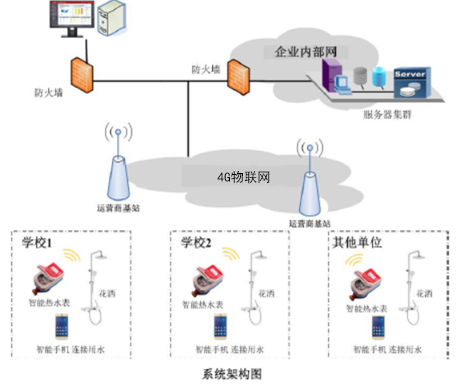 企业内部网
防火墙
防火墙
Server
服务器集群
4G物联网
运营商基站
运营商基站
学校1
学校2
其他单位
花洒
花洒
花洒
智能热水表
智能热水表
智能热水表
智能手机 连接用水
智能手机 连接用水
智能手机 连接用水
系统架构图